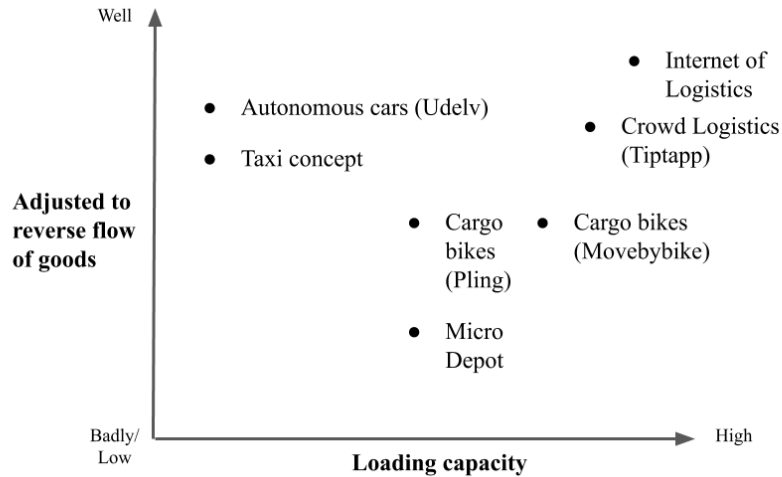 Well
Internet of
Logistics
Autonomous cars (Udelv)
Crowd Logistics
(Tiptapp)
Taxi concept
Adjusted to
reverse flow
of goods
Cargo
bikes
(Pling)
Cargo bikes
(Movebybike)
Micro
Depot
Badly/
Low
High
Loading capacity